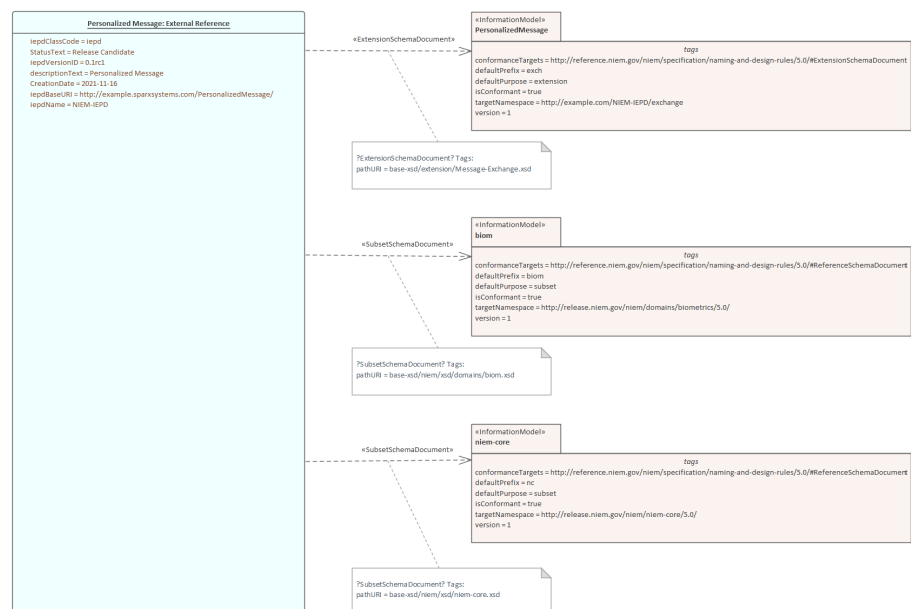 Personalized Message: External Reference
iepdClassCode = iepd
StatusText = Release Candidate
iepdVersionID = 0.1rc1
descriptionText = Personalized Message
CreationDate = 2021-11-16
iepdBaseURI = http://example.sparxsystems.com/PersonalizedMessage/
iepdName = NIEM-IEPD
«ExtensionSchemaDocument»
«InformationModel»
PersonalizedMessage
tags
conformanceTargets = http://reference.niem.gov/niem/specification/naming-and-design-rules/5.0/#ExtensionSchemaDocument
defaultPrefix = exch
defaultPurpose = extension
isConformant = true
targetNamespace = http://example.com/NIEM-IEPD/exchange
version = 1
?ExtensionSchemaDocument? Tags:
pathURI = base-xsd/extension/Message-Exchange.xsd
«SubsetSchemaDocument»
«InformationModel»
biom
tags
conformanceTargets = http://reference.niem.gov/niem/specification/naming-and-design-rules/5.0/#ReferenceSchemaDocument
defaultPrefix = biom
defaultPurpose = subset
isConformant = true
targetNamespace = http://release.niem.gov/niem/domains/biometrics/5.0/
version = 1
?SubsetSchemaDocument? Tags:
pathURI = base-xsd/niem/xsd/domains/biom.xsd
«SubsetSchemaDocument»
«InformationModel»
niem-core
tags
conformanceTargets = http://reference.niem.gov/niem/specification/naming-and-design-rules/5.0/#ReferenceSchemaDocument
defaultPrefix = nc
defaultPurpose = subset
isConformant = true
targetNamespace = http://release.niem.gov/niem/niem-core/5.0/
version = 1
?SubsetSchemaDocument? Tags:
pathURI = base-xsd/niem/xsd/niem-core.xsd